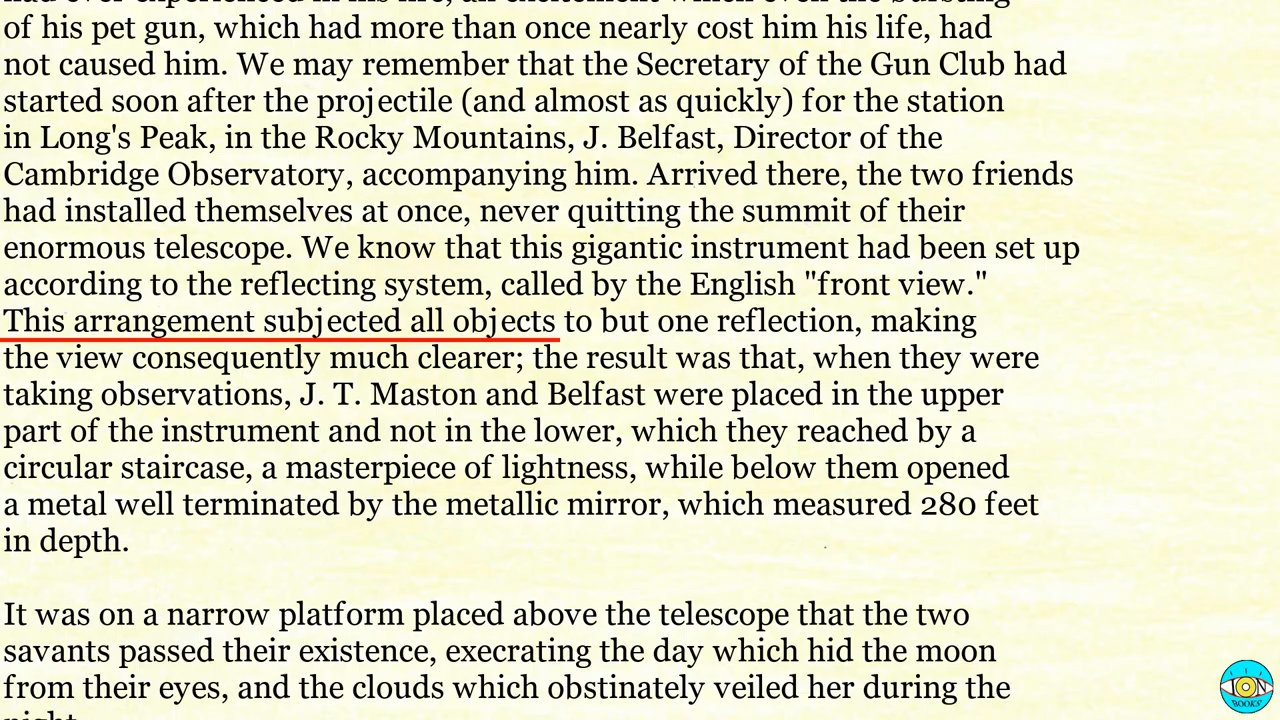 of his pet gun, which had more than once nearly cost him his life, had
not caused him. We may remember that the Secretary of the Gun Club had
started soon after the projectile (and almost as quickly) for the station
in Long's Peak, in the Rocky Mountains, J. Belfast, Director of the
Cambridge Observatory, accompanying him. Arrived there, the two friends
had installed themselves at once, never quitting the summit of their
enormous telescope. We know that this gigantic instrument had been set up
according to the reflecting system, called by the English "front view."
This arrangement subjected all objects to but one reflection, making
the view consequently much clearer; the result was that, when they were
taking observations, J. T. Maston and Belfast were placed in the upper
part of the instrument and not in the lower, which they reached by a
circular staircase, a masterpiece of lightness, while below them opened
a metal well terminated by the metallic mirror, which measured 280 feet
in depth.
It was on a narrow platform placed above the telescope that the two
savants passed their existence, execrating the day which hid the moon
from their eyes, and the clouds which obstinately veiled her during the
ION
BOOKS